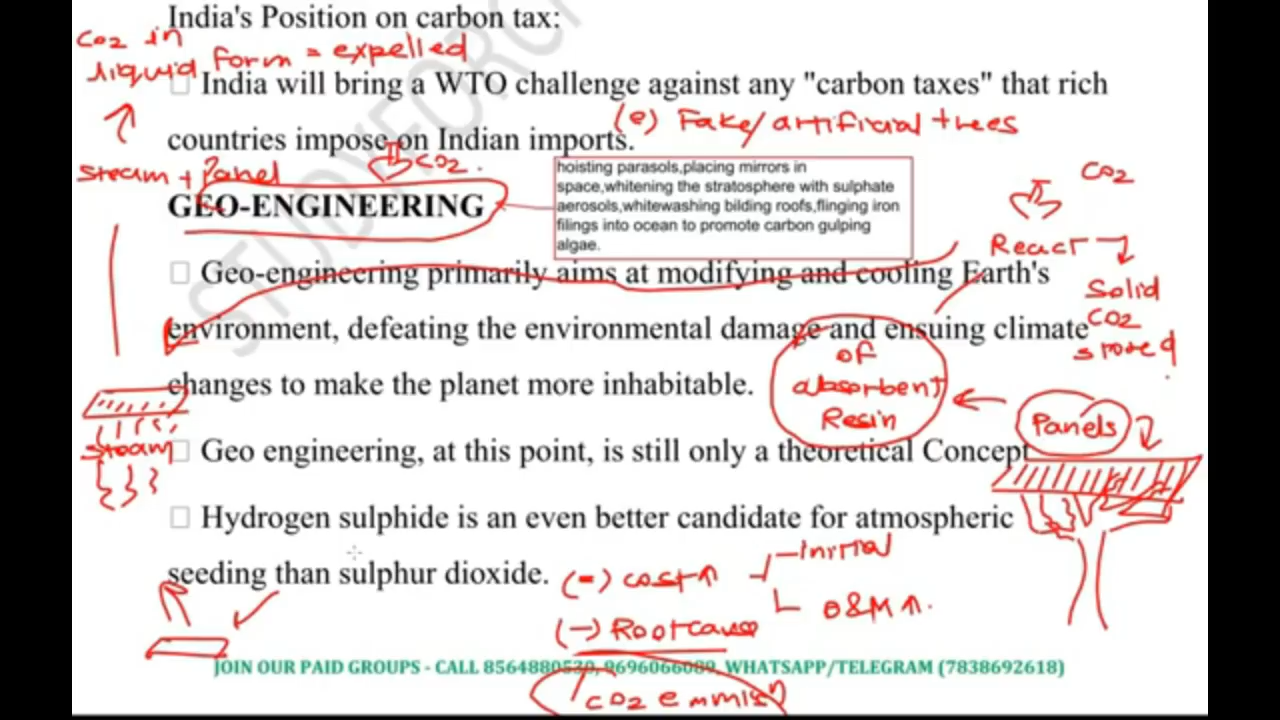 India's Position on carbon tax:
CO2 in
liquid form = expelled
India will bring a WTO challenge against any "carbon taxes" that rich
countries impose on Indian imports.
(e) Fake/artificial trees
steam + Panel
CO2
GEO-ENGINEERING
hoisting parasols,placing mirrors in
space,whitening the stratosphere with sulphate
aerosols,whitewashing bilding roofs,flinging iron
filings into ocean to promote carbon gulping
algae.
CO2
React
Solid
CO2
stored
Geo-engineering primarily aims at modifying and cooling Earth's
environment, defeating the environmental damage and ensuing climate
changes to make the planet more inhabitable.
of
absorbent
Resin
Panels
steam
Geo engineering, at this point, is still only a theoretical Concept
Hydrogen sulphide is an even better candidate for atmospheric
seeding than sulphur dioxide.
(-) cost↑
-Initial
O&M ↑.
(-) Rootcause
JOIN OUR PAID GROUPS - CALL 8564880530, 9696066089, WHATSAPP/TELEGRAM (7838692618)
CO2 emmisn
STUDYFORC